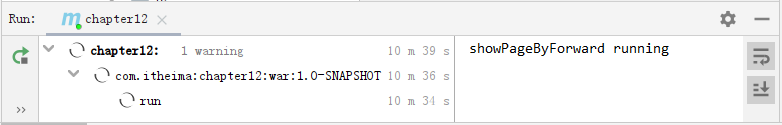 Run: chapter12
chapter12: 1 warning 10 m 39 s
com.itheima:chapter12:war:1.0-SNAPSHOT 10 m 36 s
run 10 m 34 s
showPageByForward running